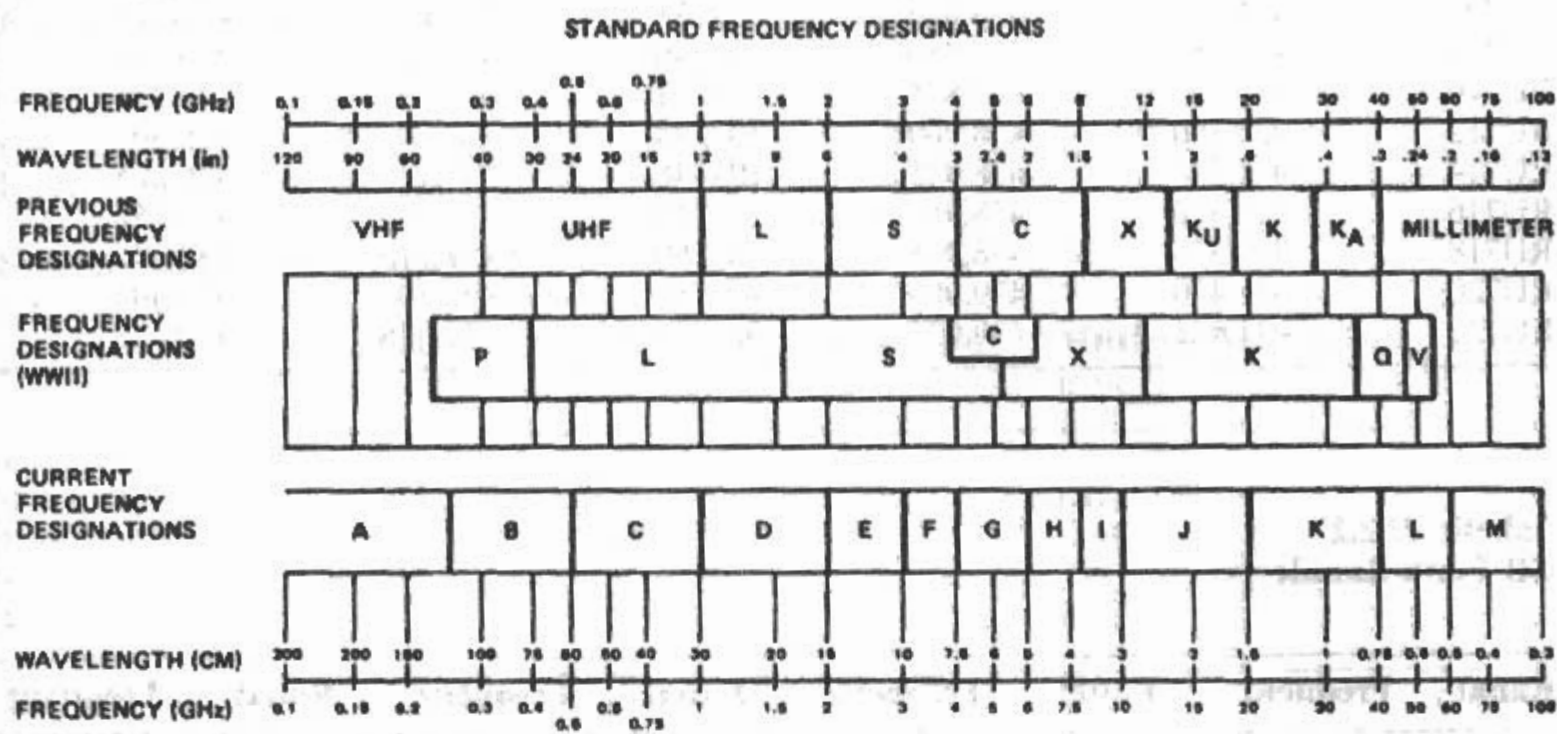 STANDARD FREQUENCY DESIGNATIONS
0.5 0.75
FREQUENCY (GHz) 0.1 0.15 0.2 0.3 0.4 0.6 1 1.5 2 3 4 5 6 8 12 15 20 30 40 50 60 75 100
WAVELENGTH (in) 120 90 60 40 30 24 20 16 12 8 6 4 3 2.4 2 1.5 1 .6 .4 .3 .24 .2 .16 .12
PREVIOUS
FREQUENCY
DESIGNATIONS
VHF UHF L S C X KU K KA MILLIMETER
FREQUENCY
DESIGNATIONS
(WWII)
P L S C X K Q V
CURRENT
FREQUENCY
DESIGNATIONS
A B C D E F G H I J K L M
WAVELENGTH (CM) 300 200 150 100 75 60 50 40 30 20 15 10 7.5 6 5 4 3 1.5 1 0.75 0.6 0.5 0.4 0.3
FREQUENCY (GHz) 0.1 0.15 0.2 0.3 0.4 0.6 1 1.5 2 3 4 5 6 7.5 10 15 20 30 40 50 60 75 100
0.5 0.75